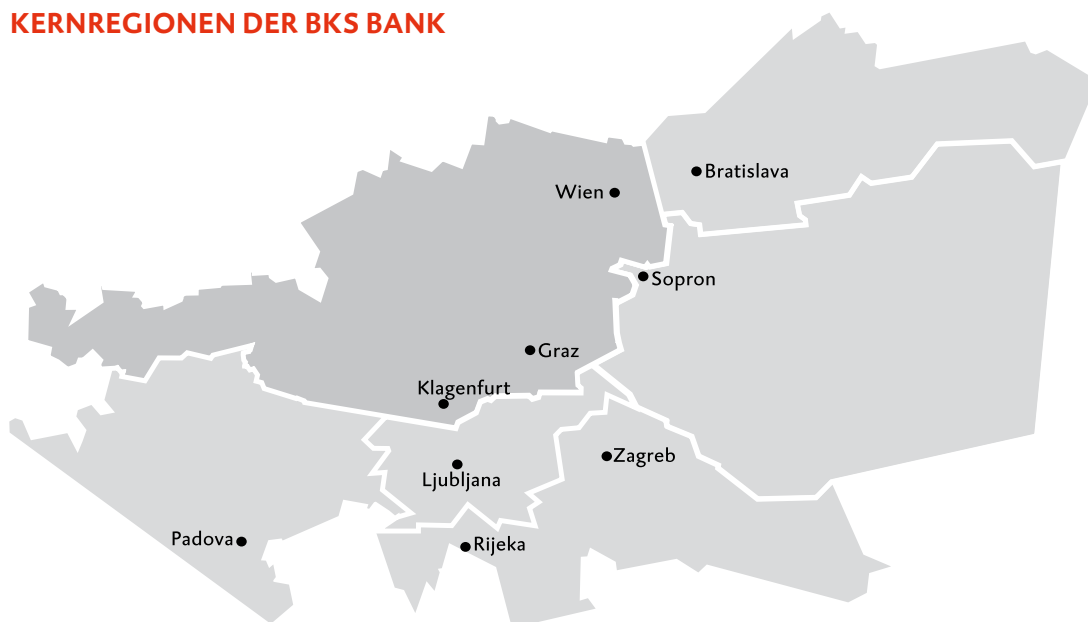 KERNREGIONEN DER BKS BANK
Bratislava
Wien
Sopron
Graz
Klagenfurt
Zagreb
Ljubljana
Padova
Rijeka